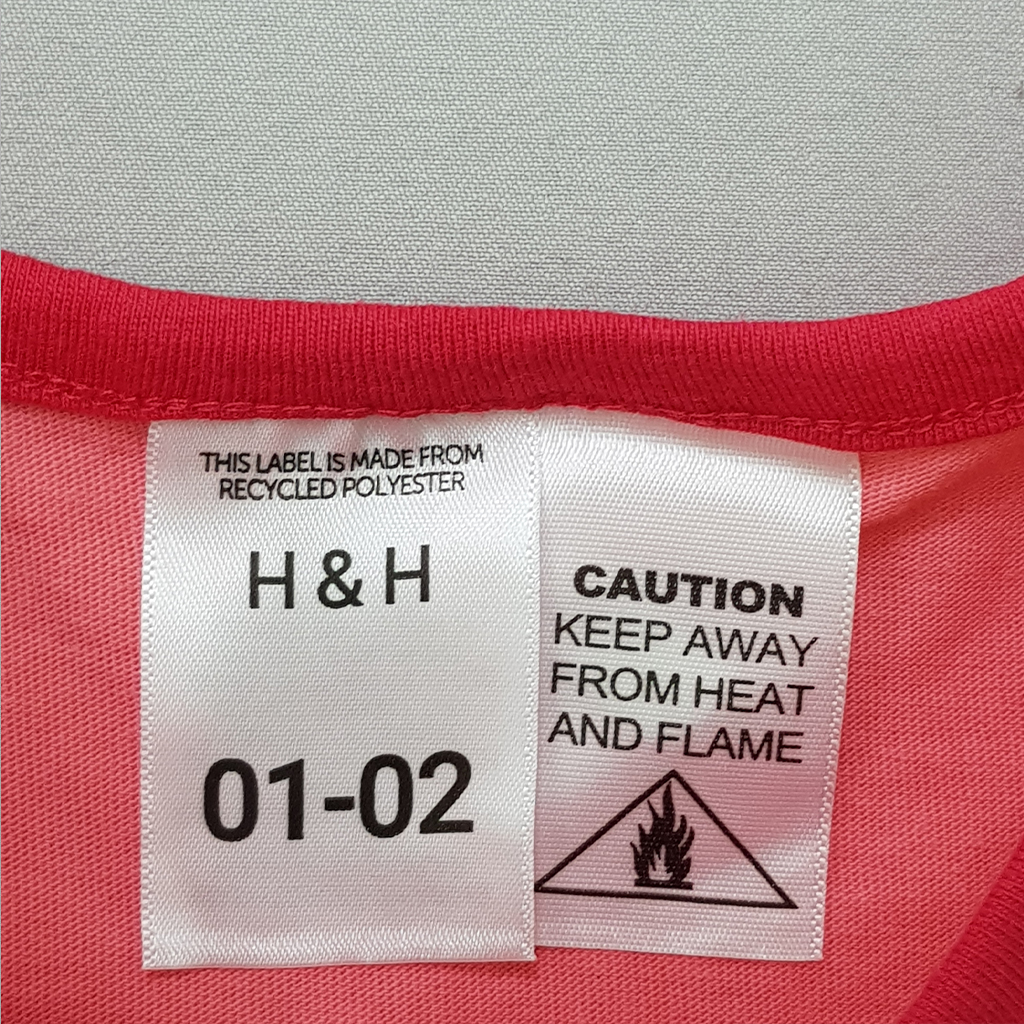 THIS LABEL IS MADE FROM
RECYCLED POLYESTER
H & H
01-02
CAUTION
KEEP AWAY
FROM HEAT
AND FLAME